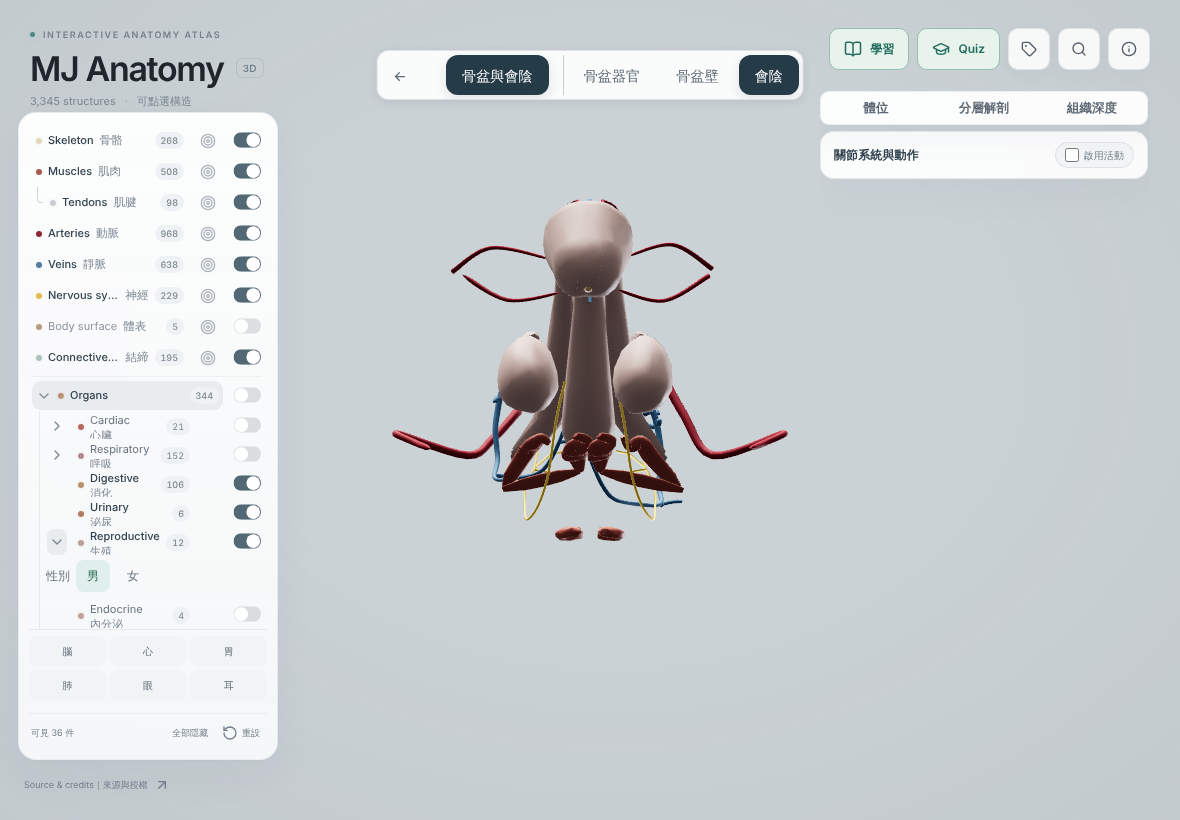 INTERACTIVE ANATOMY ATLAS
MJ Anatomy 3D
3,345 structures · 可點選構造
Skeleton 骨骼 268
Muscles 肌肉 508
Tendons 肌腱 98
Arteries 動脈 968
Veins 靜脈 638
Nervous sy... 神經 229
Body surface 體表 5
Connective... 結締 195
Organs 344
Cardiac 21
心臟
Respiratory 152
呼吸
Digestive 106
消化
Urinary 6
泌尿
Reproductive 12
生殖
性別 男 女
Endocrine 4
內分泌
腦 心 胃
肺 眼 耳
可見 36 件 全部隱藏 重設
Source & credits | 來源與授權
← 骨盆與會陰 骨盆器官 骨盆壁 會陰
學習 Quiz
體位 分層解剖 組織深度
關節系統與動作 啟用活動